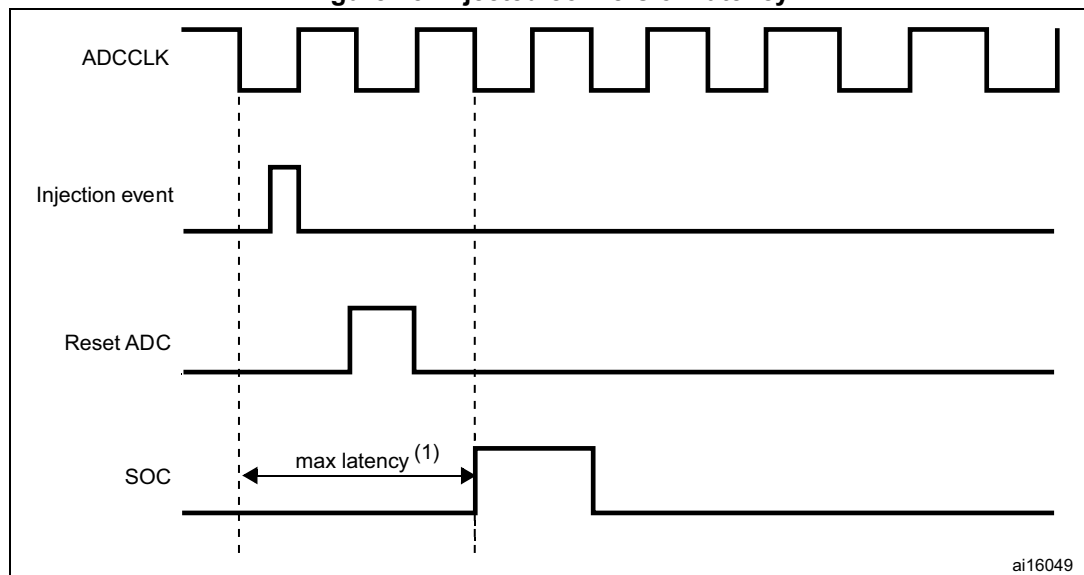 ADCCLK
Injection event
Reset ADC
max latency (1)
SOC
ai16049